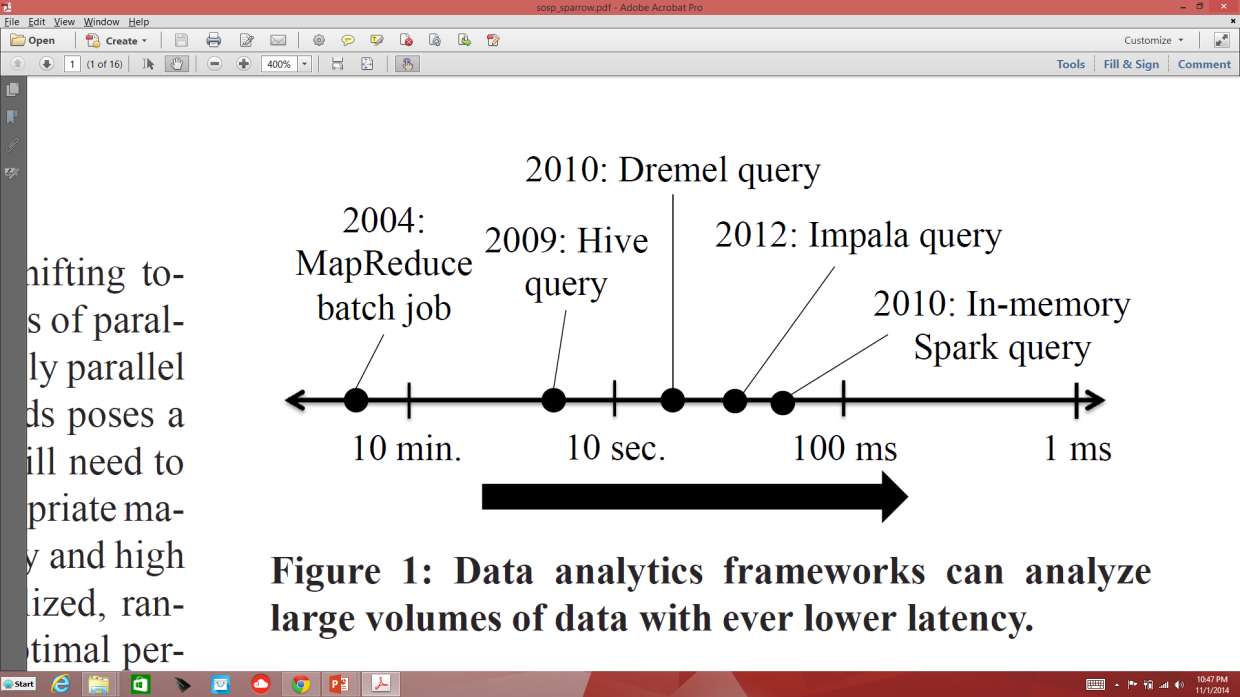 sosp_sparrow.pdf - Adobe Acrobat Pro
File Edit View Window Help
Open Create Customize
1 (1 of 16) 400% Tools Fill & Sign Comment
hifting to-
s of paral-
ly parallel
ds poses a
ill need to
priate ma-
y and high
lized, ran-
timal per-
2010: Dremel query
2004:
MapReduce
batch job
2009: Hive
query
2012: Impala query
2010: In-memory
Spark query
10 min. 10 sec. 100 ms 1 ms
Figure 1: Data analytics frameworks can analyze
large volumes of data with ever lower latency.
Start
10:47 PM
11/1/2014